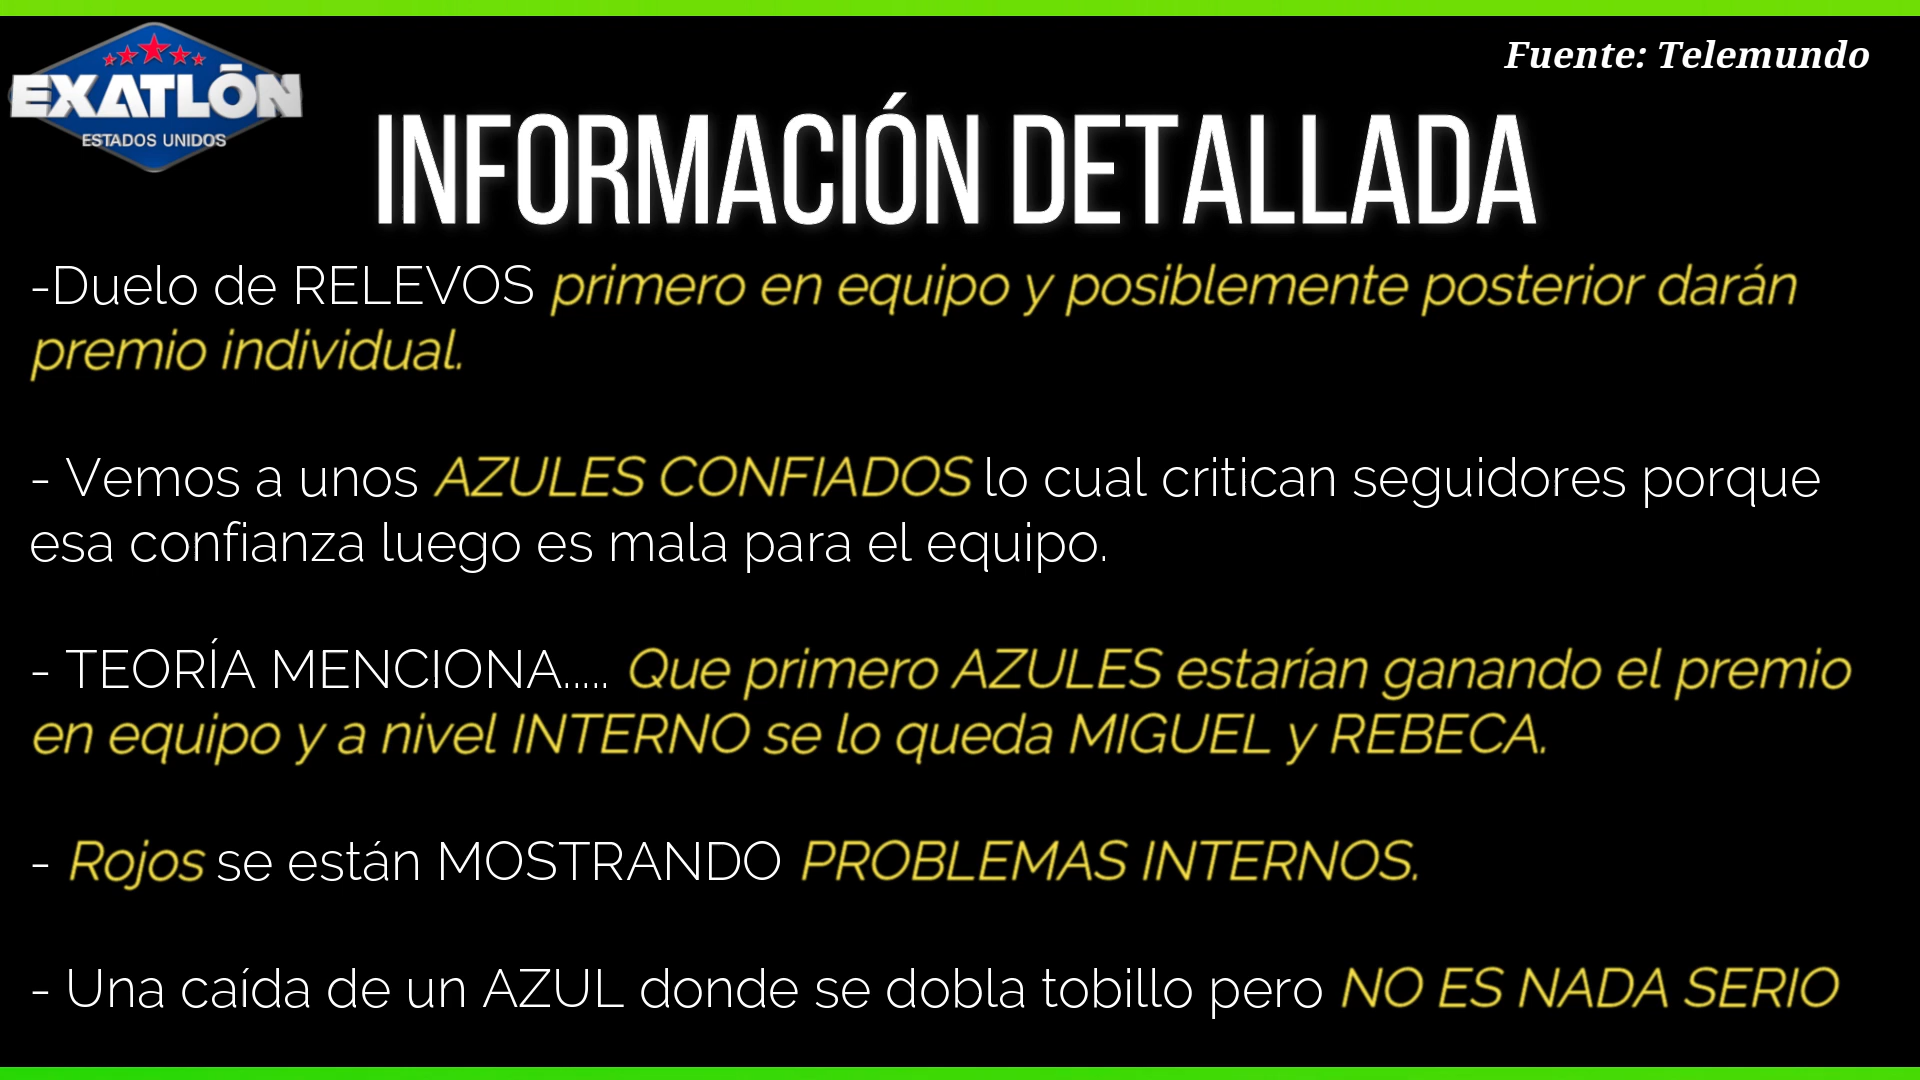 EXATLŌN
ESTADOS UNIDOS
Fuente: Telemundo
INFORMACIÓN DETALLADA
-Duelo de RELEVOS primero en equipo y posiblemente posterior darán
premio individual.
- Vemos a unos AZULES CONFIADOS lo cual critican seguidores porque
esa confianza luego es mala para el equipo.
- TEORÍA MENCIONA..... Que primero AZULES estarían ganando el premio
en equipo y a nivel INTERNO se lo queda MIGUEL y REBECA.
- Rojos se están MOSTRANDO PROBLEMAS INTERNOS.
- Una caída de un AZUL donde se dobla tobillo pero NO ES NADA SERIO